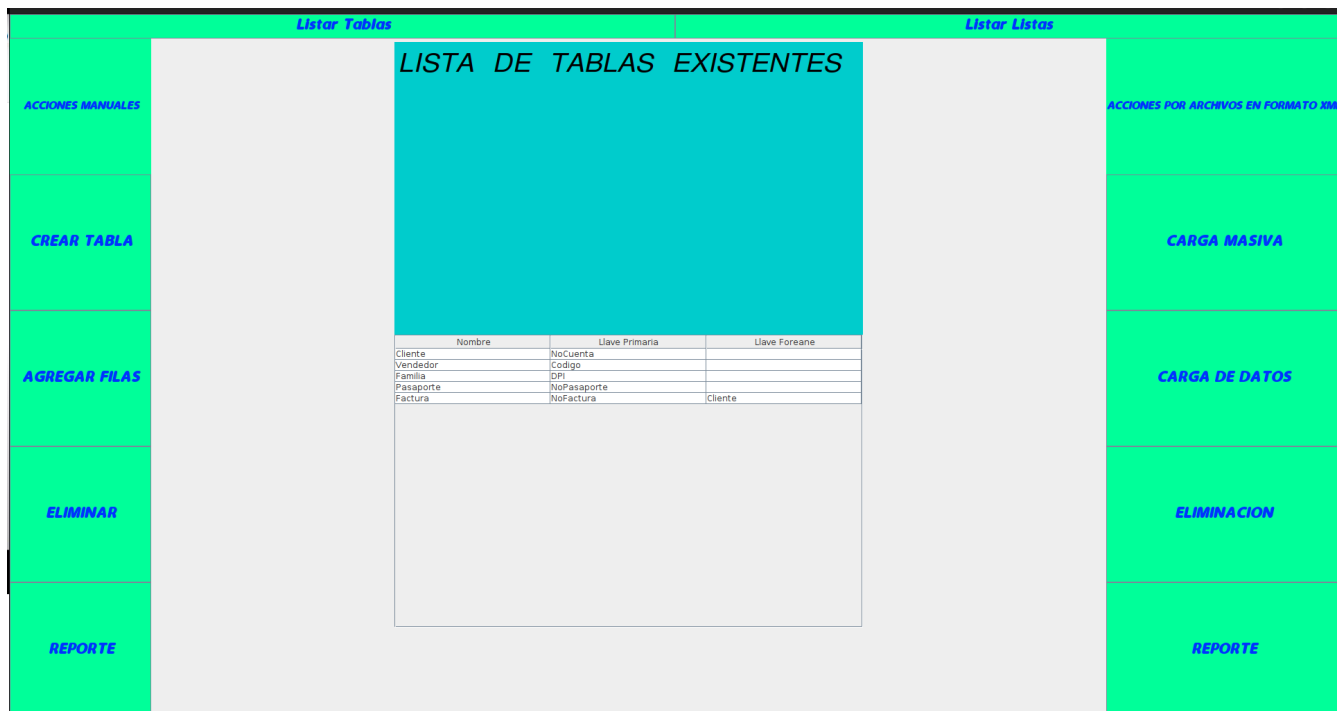 Listar Tablas
Listar Listas
LISTA DE TABLAS EXISTENTES
ACCIONES MANUALES
ACCIONES POR ARCHIVOS EN FORMATO
CREAR TABLA
CARGA MASIVA
Nombre Llave Primaria Llave Foreane
Cliente NoCuenta
Vendedor Codigo
Familia DPI
Pasaporte NoPasaporte
Factura NoFactura Cliente
AGREGAR FILAS
CARGA DE DATOS
ELIMINAR
ELIMINACION
REPORTE
REPORTE